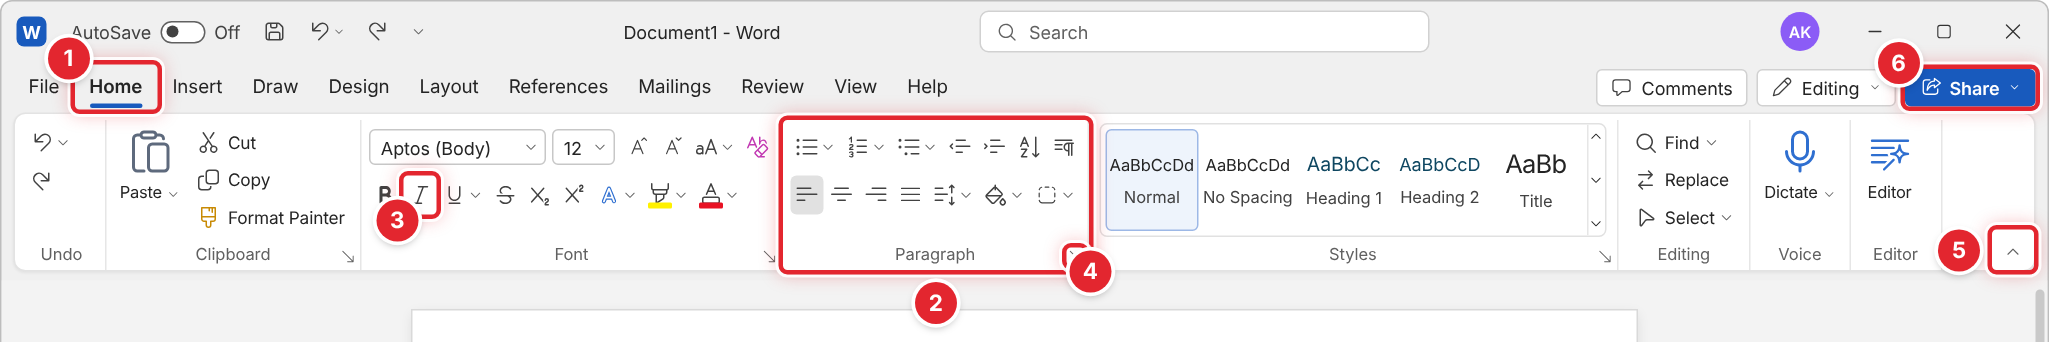 W AutoSave Off Document1 - Word Search AK
1
6
File Home Insert Draw Design Layout References Mailings Review View Help Comments Editing Share
Cut
Copy
Format Painter
Paste
Undo
Clipboard
Aptos (Body) 12 A A aA A
B I U S X2 X2 A A
3
Font
A Z
Paragraph
4
2
AaBbCcDd AaBbCcDd AaBbCc AaBbCcD AaBb
Normal No Spacing Heading 1 Heading 2 Title
Styles
Find
Replace
Select
Editing
Dictate
Voice
Editor
Editor
5